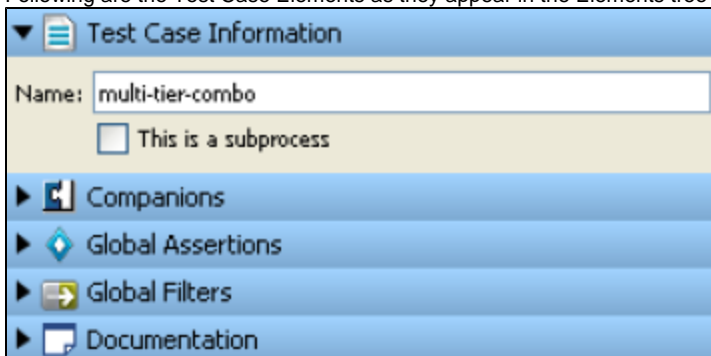 Following are the Test Case Elements as they appear in the Elements tree
Test Case Information
Name: multi-tier-combo
This is a subprocess
Companions
Global Assertions
Global Filters
Documentation